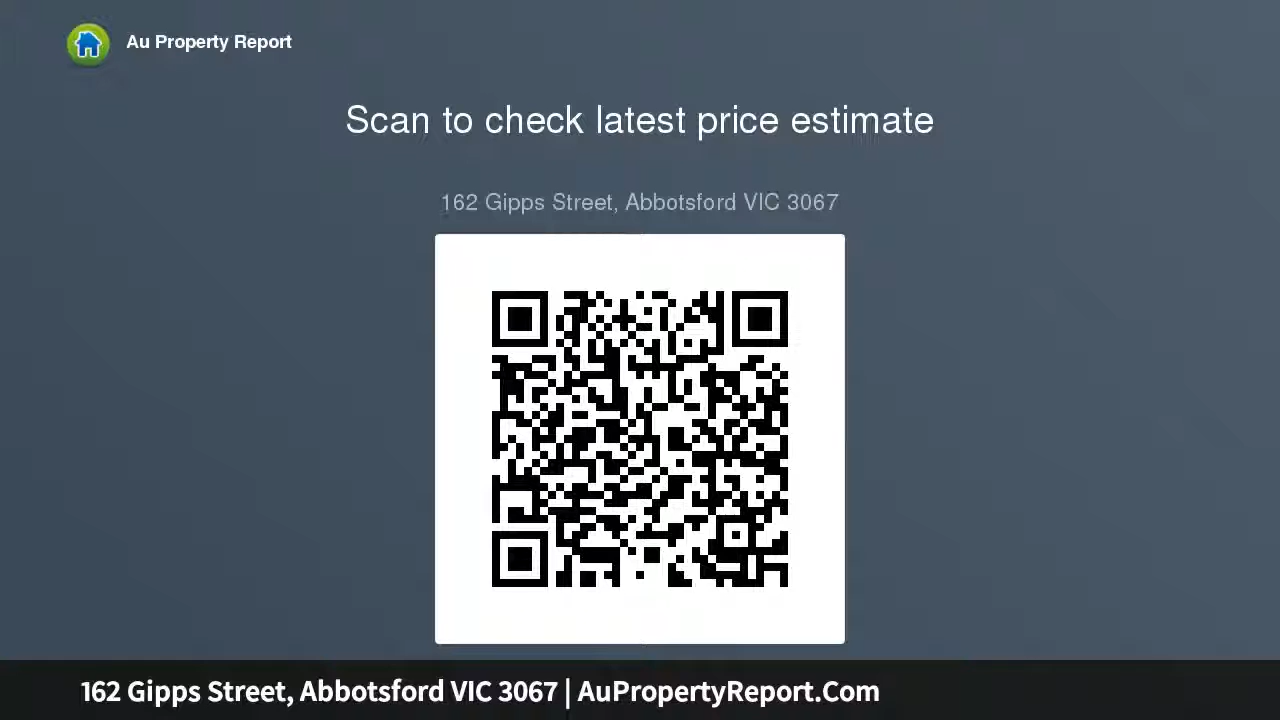 Au Property Report
Scan to check latest price estimate
162 Gipps Street, Abbotsford VIC 3067
162 Gipps Street, Abbotsford VIC 3067 | AuPropertyReport.Com